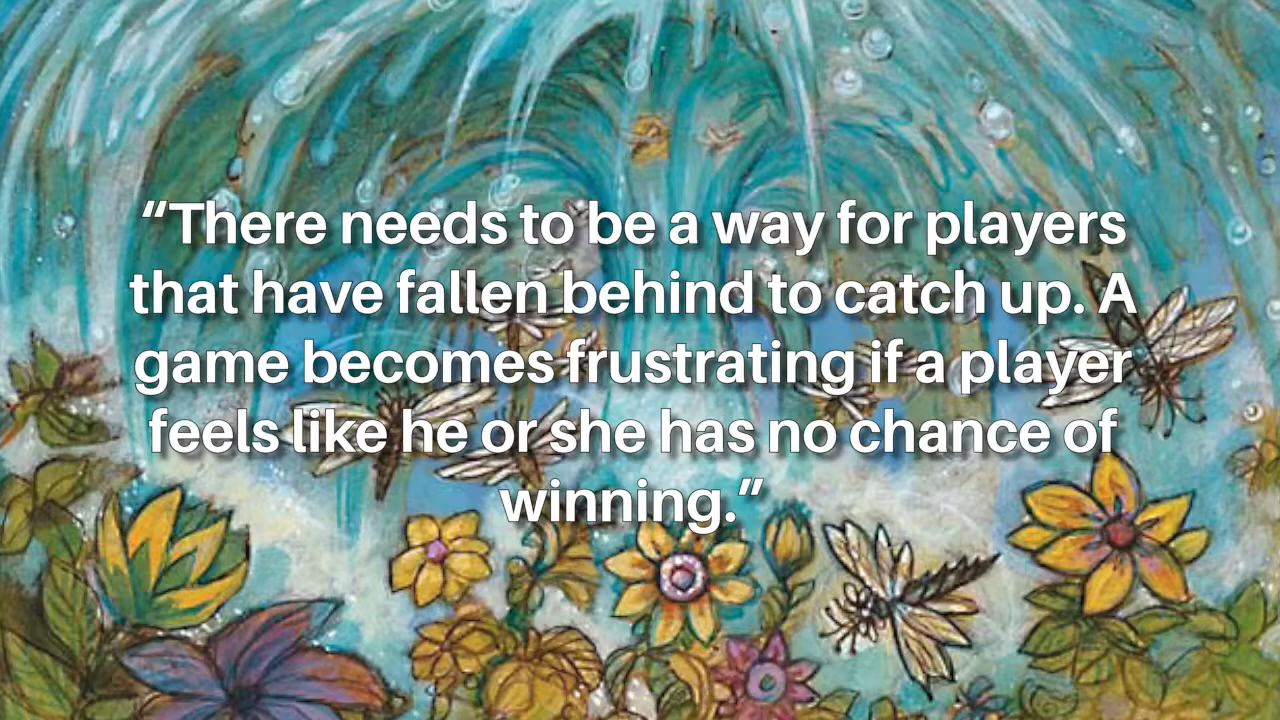 “There needs to be a way for players
that have fallen behind to catch up. A
game becomes frustrating if a player
feels like he or she has no chance of
winning.”